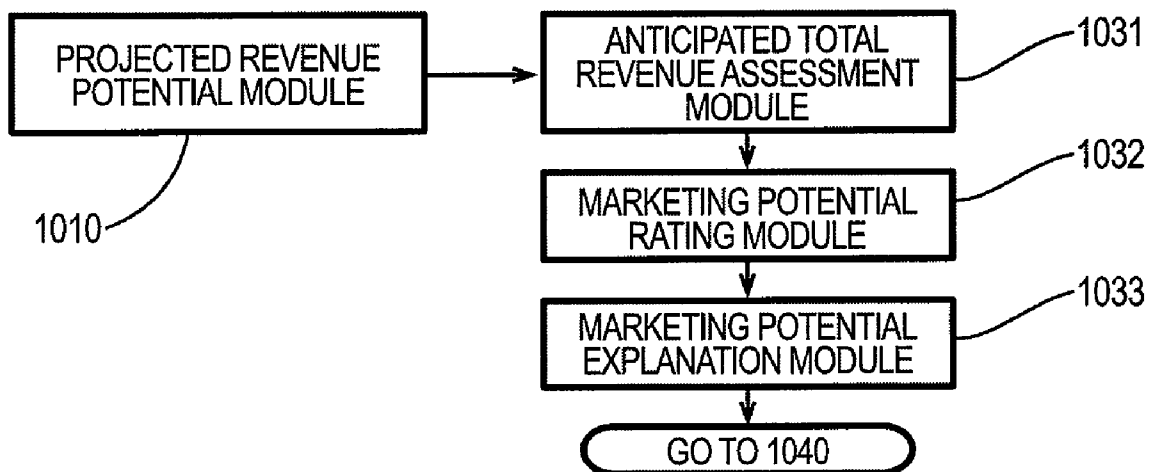 PROJECTED REVENUE
POTENTIAL MODULE
1010
ANTICIPATED TOTAL
REVENUE ASSESSMENT
MODULE
1031
MARKETING POTENTIAL
RATING MODULE
1032
MARKETING POTENTIAL
EXPLANATION MODULE
1033
GO TO 1040